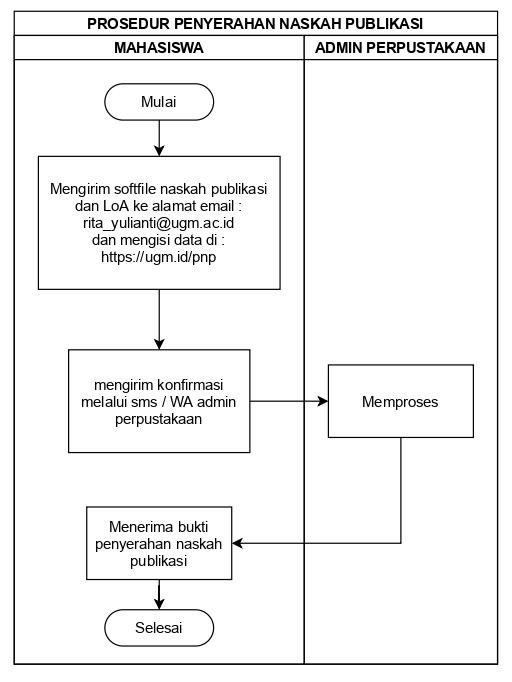 PROSEDUR PENYERAHAN NASKAH PUBLIKASI
MAHASISWA
ADMIN PERPUSTAKAAN
Mulai
Mengirim softfile naskah publikasi
dan LoA ke alamat email :
rita_yulianti@ugm.ac.id
dan mengisi data di :
https://ugm.id/pnp
mengirim konfirmasi
melalui sms / WA admin
perpustakaan
Memproses
Menerima bukti
penyerahan naskah
publikasi
Selesai